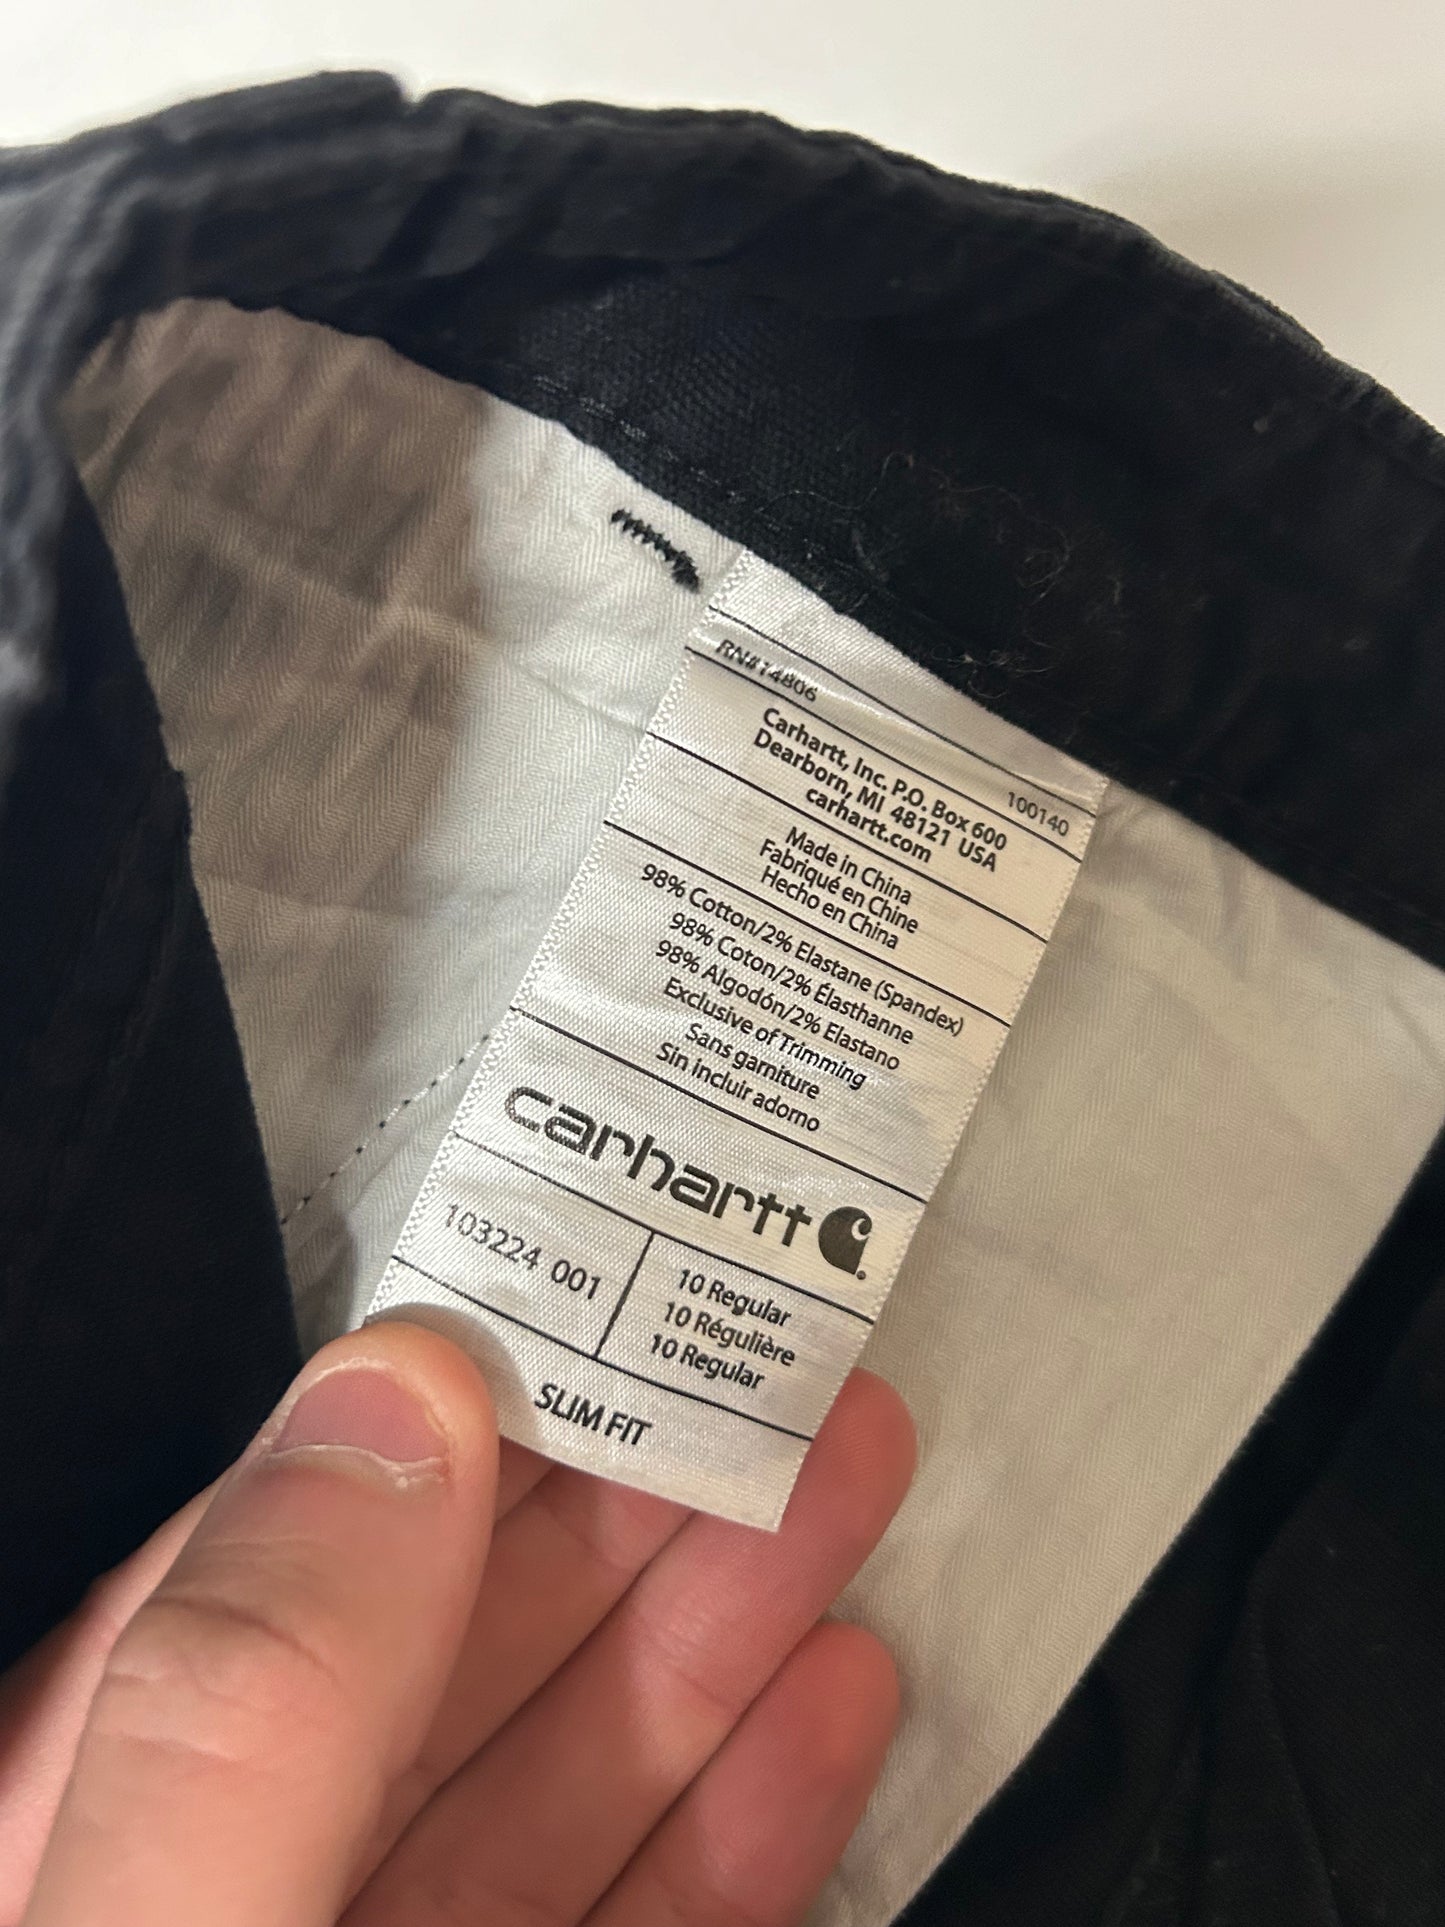 RN#14806
100140
Carhartt, Inc. P.O. Box 600
Dearborn, MI 48121 USA
carhartt.com
Made in China
Fabriqué en Chine
Hecho en China
98% Cotton/2% Elastane (Spandex)
98% Coton/2% Élasthanne
98% Algodón/2% Elastano
Exclusive of Trimming
Sans garniture
Sin incluir adorno
carhartt
103224 001
10 Regular
10 Régulière
10 Regular
SLIM FIT